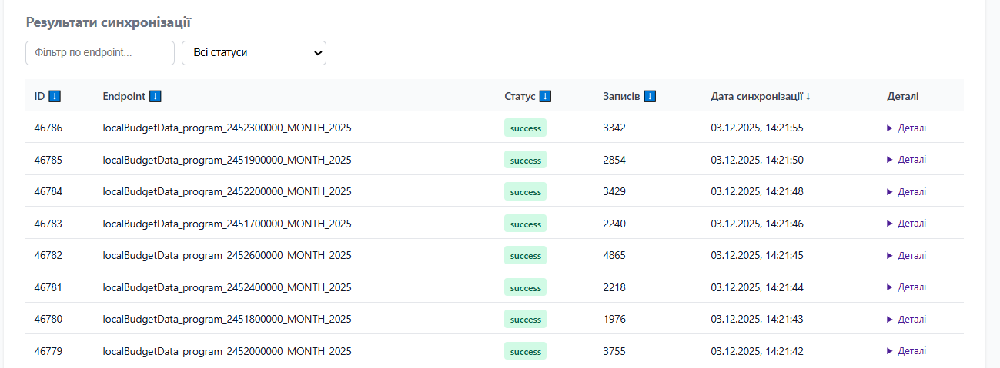 Результати синхронізації
Фільтр по endpoint... Всі статуси
ID ↕ Endpoint ↕ Статус ↕ Записів ↕ Дата синхронізації ↓ Деталі
46786 localBudgetData_program_2452300000_MONTH_2025 success 3342 03.12.2025, 14:21:55 ▶ Деталі
46785 localBudgetData_program_2451900000_MONTH_2025 success 2854 03.12.2025, 14:21:50 ▶ Деталі
46784 localBudgetData_program_2452200000_MONTH_2025 success 3429 03.12.2025, 14:21:48 ▶ Деталі
46783 localBudgetData_program_2451700000_MONTH_2025 success 2240 03.12.2025, 14:21:46 ▶ Деталі
46782 localBudgetData_program_2452600000_MONTH_2025 success 4865 03.12.2025, 14:21:45 ▶ Деталі
46781 localBudgetData_program_2452400000_MONTH_2025 success 2218 03.12.2025, 14:21:44 ▶ Деталі
46780 localBudgetData_program_2451800000_MONTH_2025 success 1976 03.12.2025, 14:21:43 ▶ Деталі
46779 localBudgetData_program_2452000000_MONTH_2025 success 3755 03.12.2025, 14:21:42 ▶ Деталі